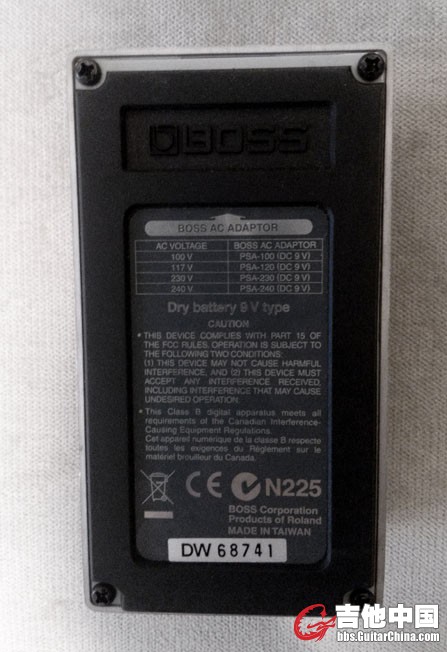 BOSS
BOSS AC ADAPTOR
AC VOLTAGE BOSS AC ADAPTOR
100 V PSA-100 (DC 9 V)
117 V PSA-120 (DC 9 V)
230 V PSA-230 (DC 9 V)
240 V PSA-240 (DC 9 V)
Dry battery 9 V type
CAUTION
• THIS DEVICE COMPLIES WITH PART 15 OF
THE FCC RULES. OPERATION IS SUBJECT TO
THE FOLLOWING TWO CONDITIONS:
(1) THIS DEVICE MAY NOT CAUSE HARMFUL
INTERFERENCE, AND (2) THIS DEVICE MUST
ACCEPT ANY INTERFERENCE RECEIVED,
INCLUDING INTERFERENCE THAT MAY CAUSE
UNDESIRED OPERATION.
• This Class B digital apparatus meets all
requirements of the Canadian Interference-
Causing Equipment Regulations.
Cet appareil numérique de la classe B respecte
toutes les exigences du Règlement sur le
matériel brouilleur du Canada.
CE N225
BOSS Corporation
Products of Roland
MADE IN TAIWAN
DW 68741
吉他中国
bbs.GuitarChina.com